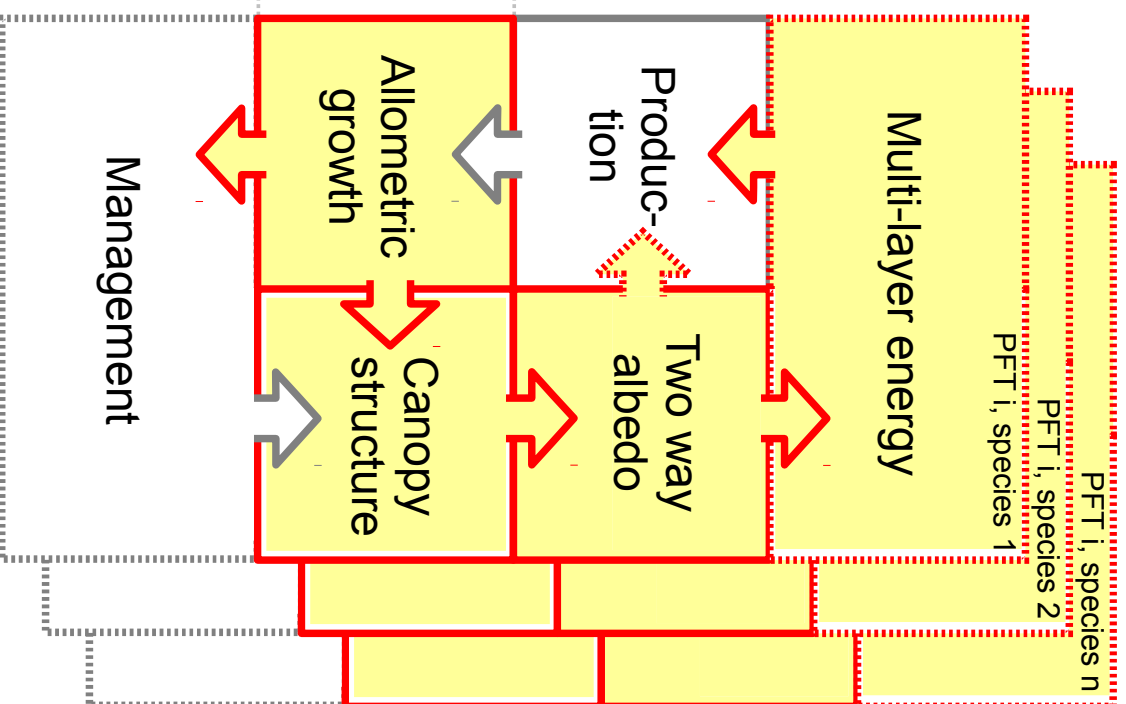 PFT i, species n
PFT i, species 2
PFT i, species 1
Multi-layer energy
Produc-
tion
Two way
albedo
Allometric
growth
Canopy
structure
Management